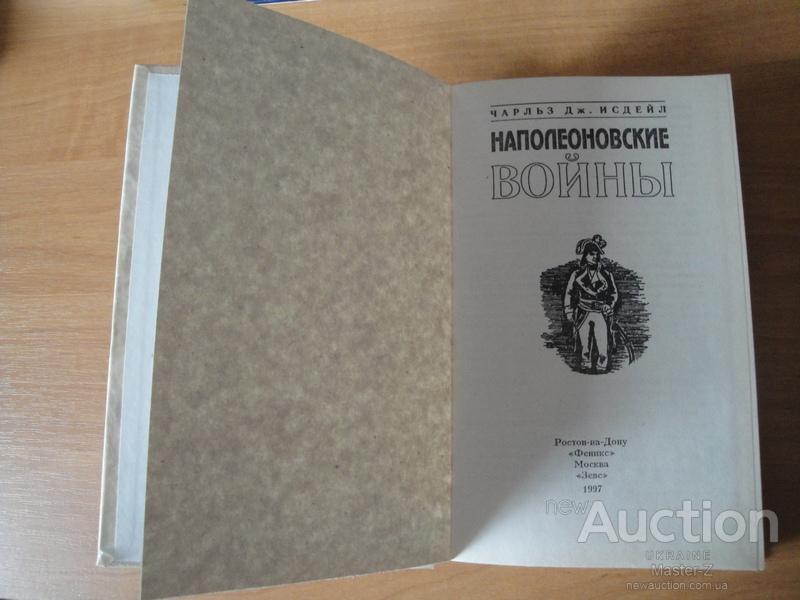 ЧАРЛЬЗ ДЖ. ИСДЕЙЛ
НАПОЛЕОНОВСКИЕ
ВОЙНЫ
Ростов-на-Дону
«Феникс»
Москва
«Зевс»
1997
new
Auction
UKRAINE
Master-Z
newauction.com.ua